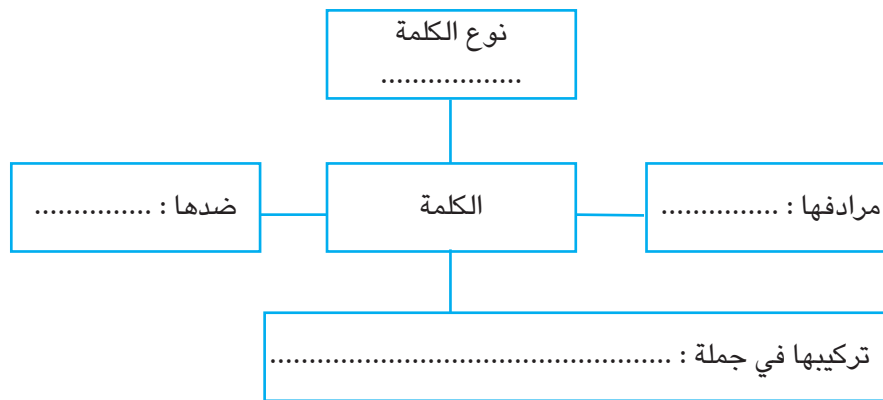 نوع الكلمة
..................
مرادفها : ...............
الكلمة
ضدها : ...............
تركيبها في جملة : ..................................................